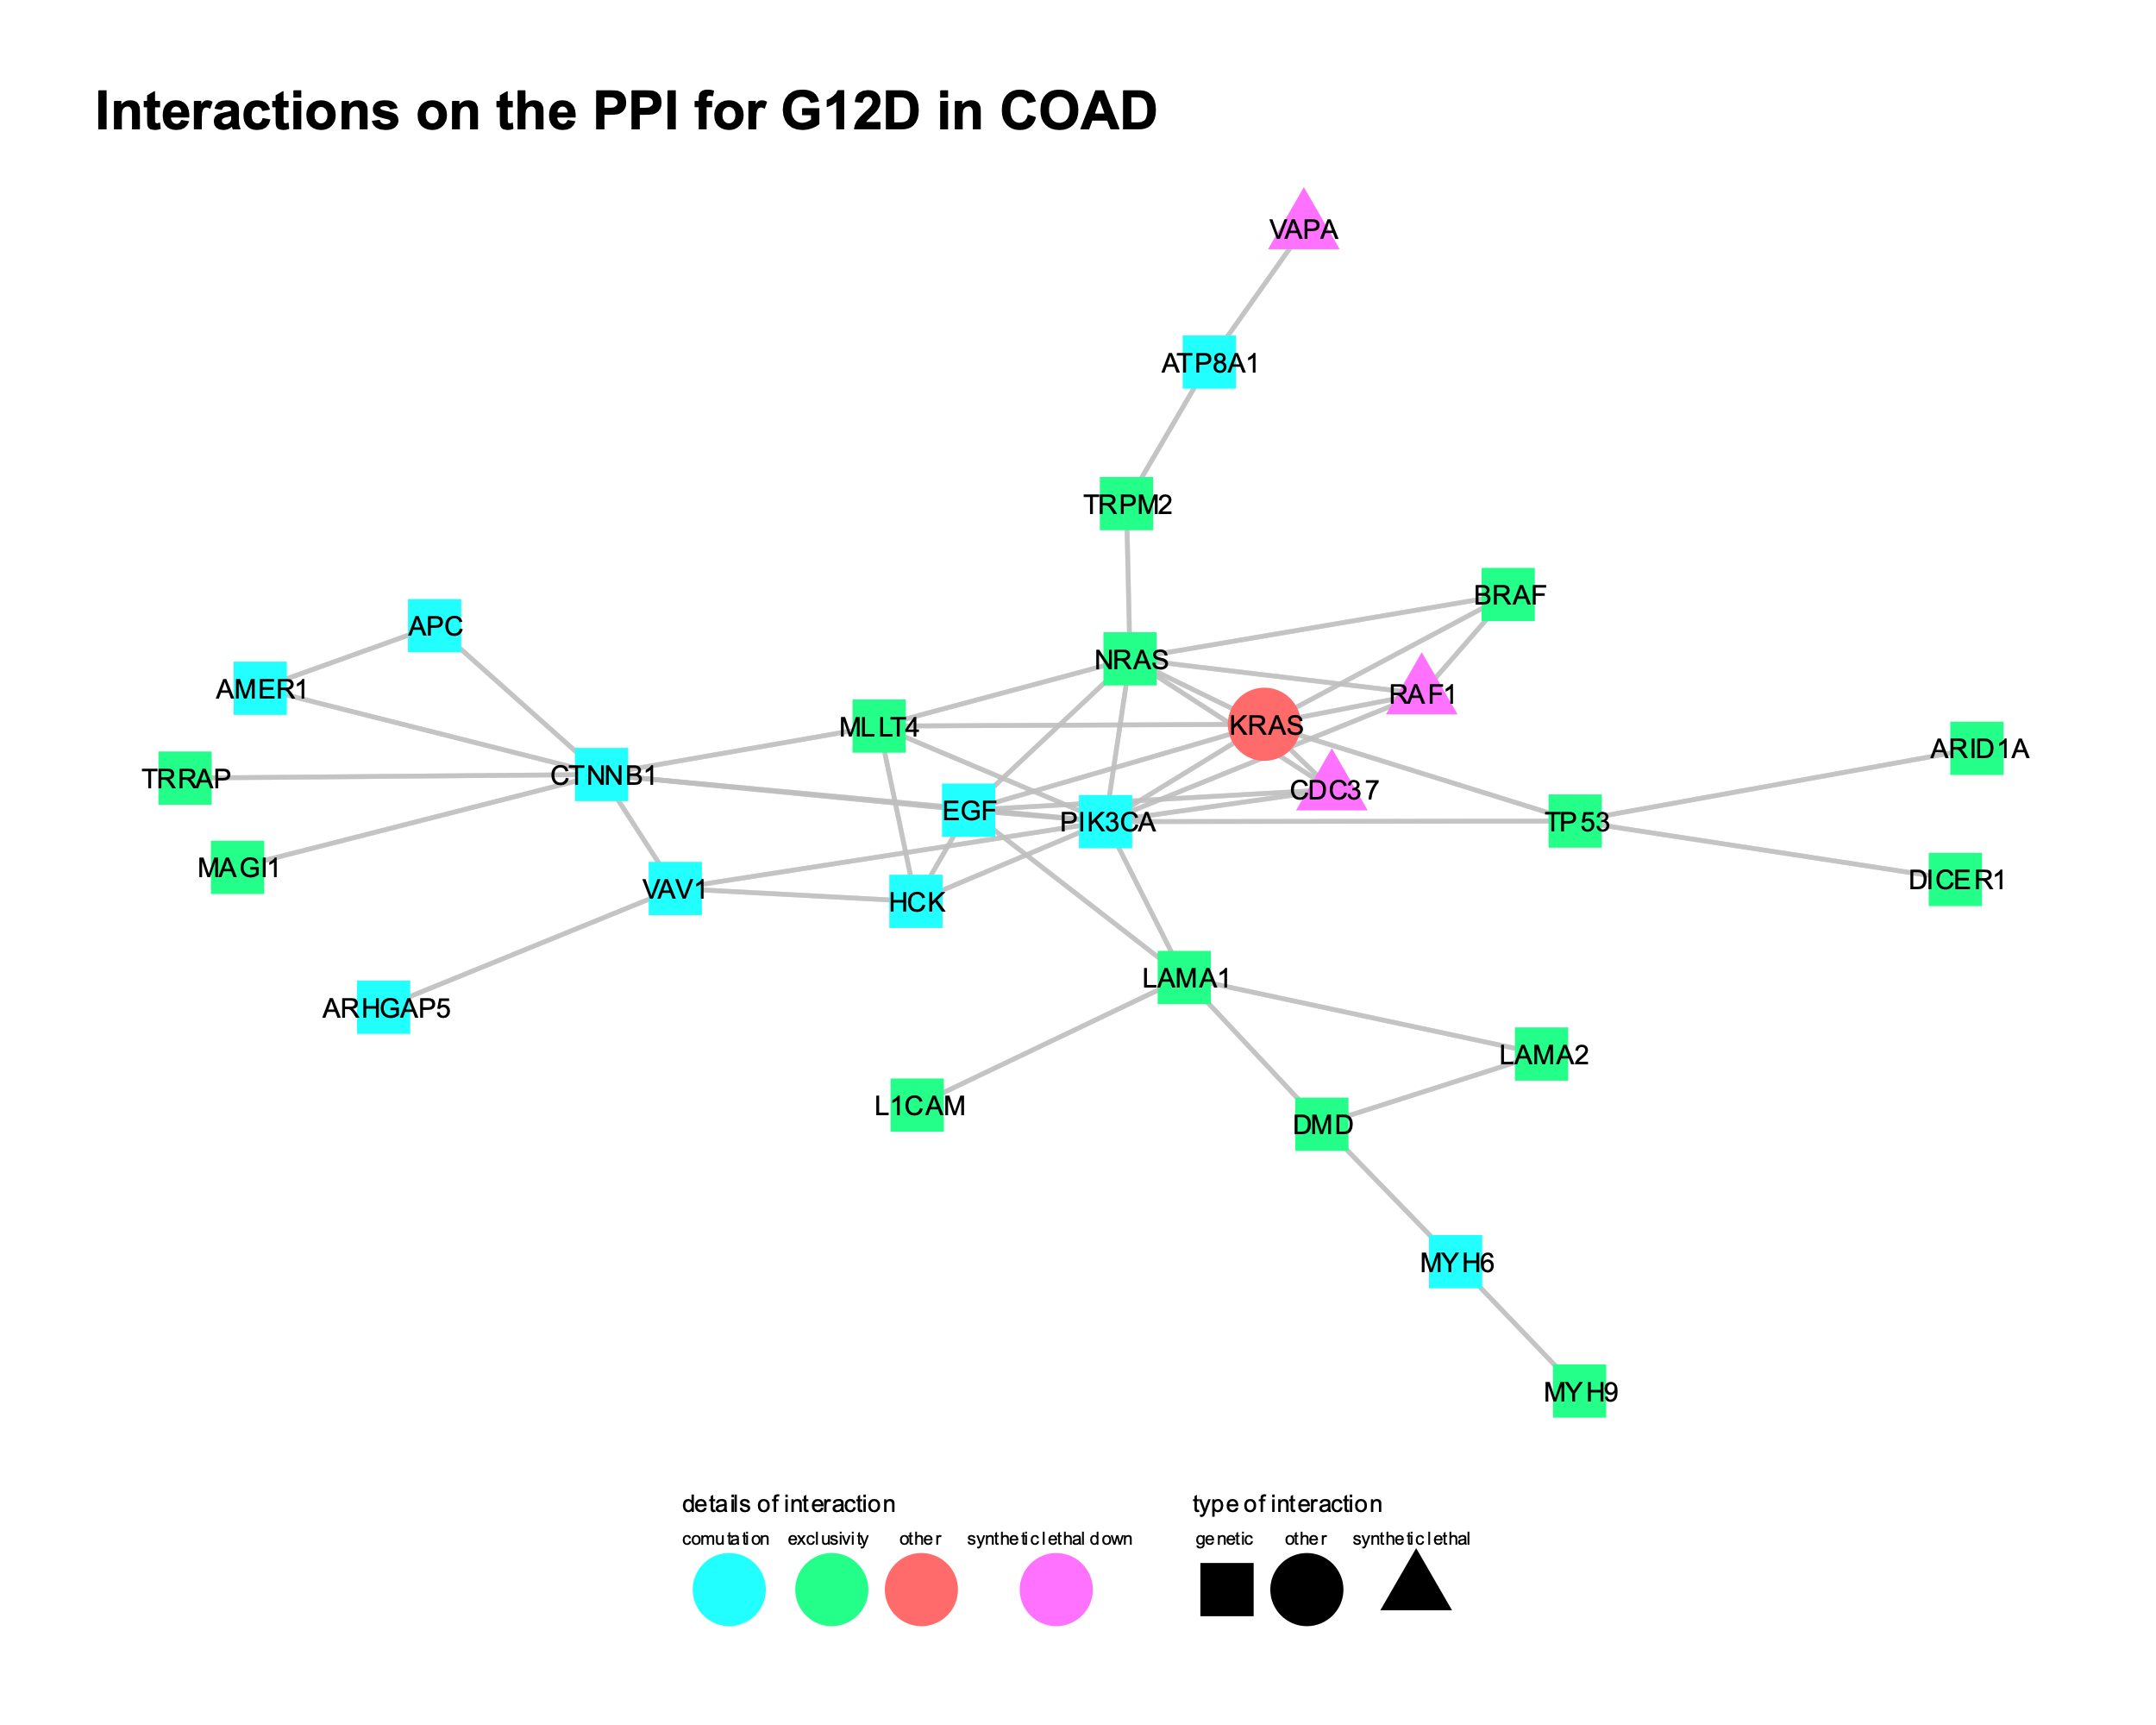 Interactions on the PPI for G12D in COAD
VAPA
ATP8A1
TRPM2
BRAF
APC
NRAS
AMER1
RAF1
MLLT4
KRAS
ARID1A
CTNNB1
TRRAP
CDC37
EGF
PIK3CA
TP53
MAGI1
DICER1
VAV1
HCK
LAMA1
ARHGAP5
LAMA2
L1CAM
DMD
MYH6
MYH9
details of interaction
comutation exclusivity other synthetic lethal down
type of interaction
genetic other synthetic lethal